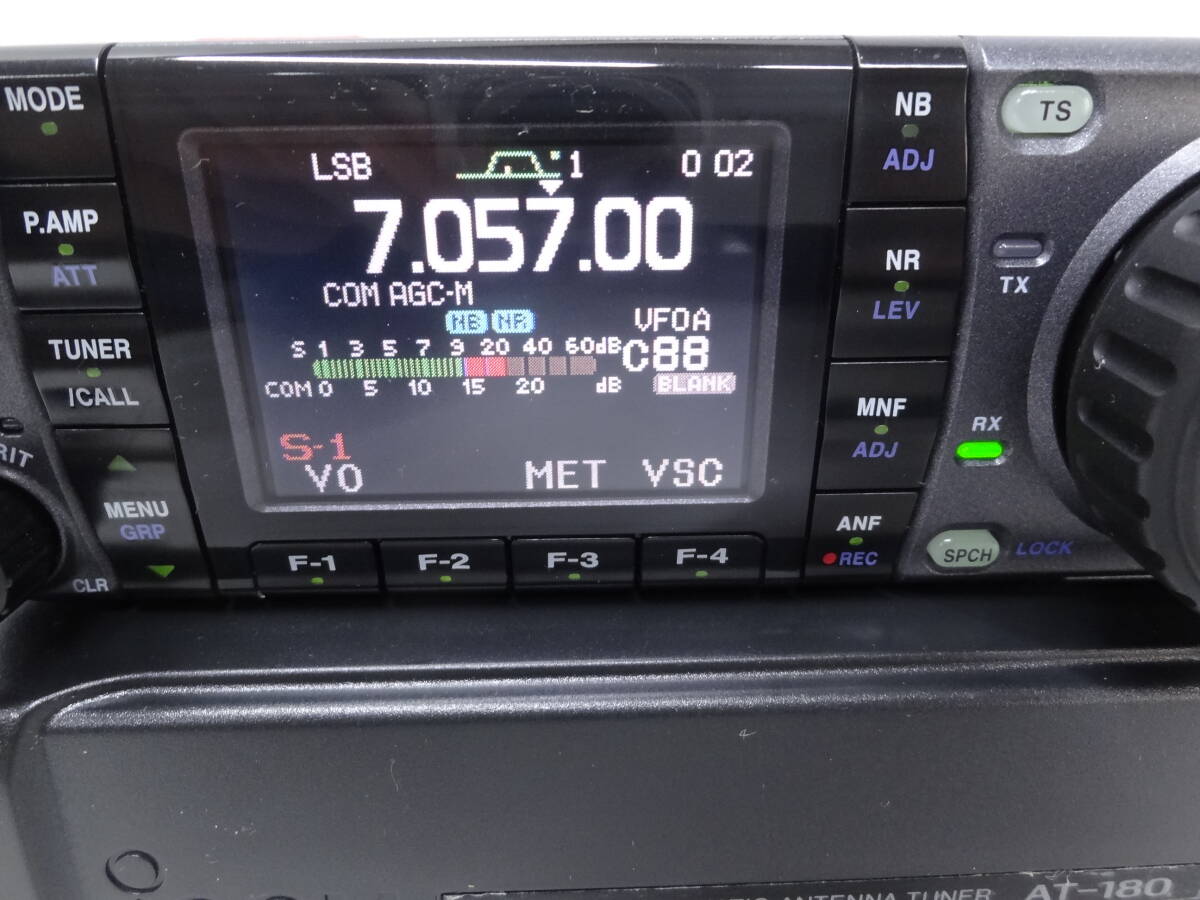 MODE
P.AMP
ATT
TUNER
/CALL
RIT
MENU
GRP
CLR
LSB 1 0 02
7.057.00
COM AGC-M
NB NR VFOA
S 1 3 5 7 9 20 40 60dB C88
COM 0 5 10 15 20 dB BLANK
S-1
VO MET VSC
F-1 F-2 F-3 F-4
NB
ADJ
NR
LEV
MNF
ADJ
ANF
REC
TS
TX
RX
SPCH LOCK
ANTENNA TUNER AT-180